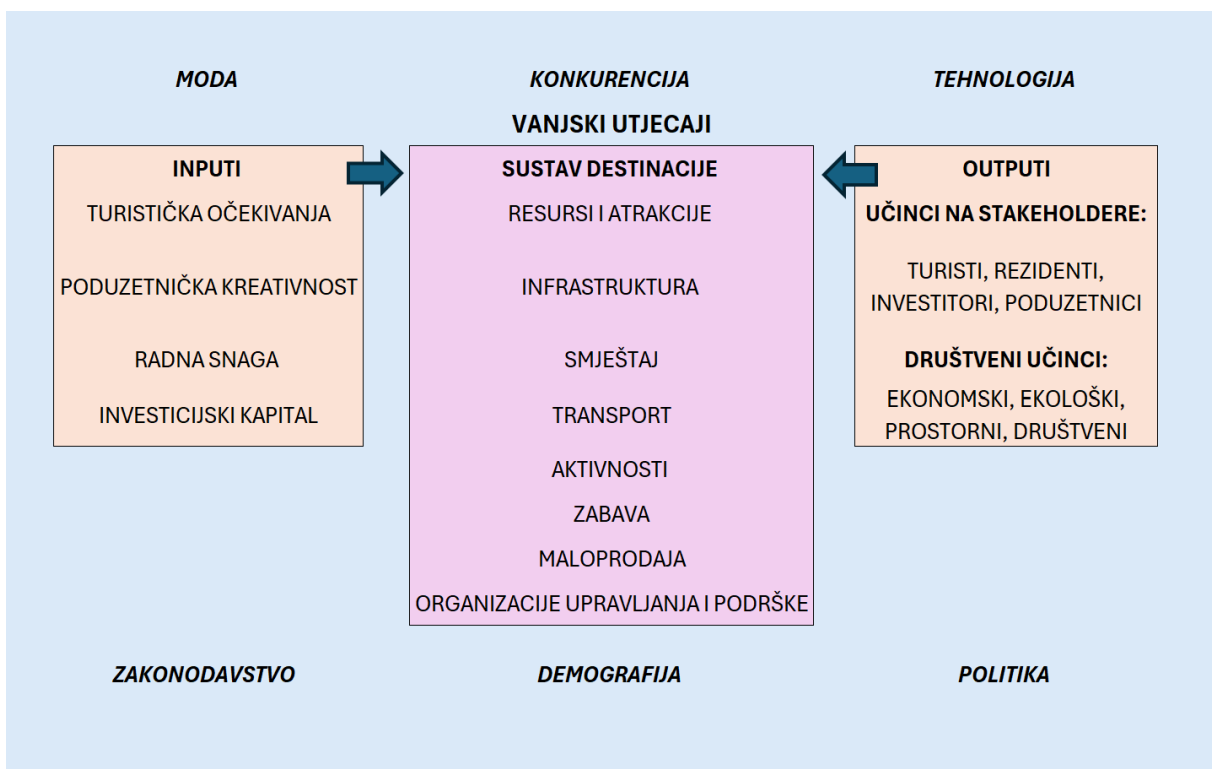 MODA
KONKURENCIJA
TEHNOLOGIJA
VANJSKI UTJECAJI
INPUTI
TURISTIČKA OČEKIVANJA
PODUZETNIČKA KREATIVNOST
RADNA SNAGA
INVESTICIJSKI KAPITAL
SUSTAV DESTINACIJE
RESURSI I ATRAKCIJE
INFRASTRUKTURA
SMJEŠTAJ
TRANSPORT
AKTIVNOSTI
ZABAVA
MALOPRODAJA
ORGANIZACIJE UPRAVLJANJA I PODRŠKE
OUTPUTI
UČINCI NA STAKEHOLDERE:
TURISTI, REZIDENTI,
INVESTITORI, PODUZETNICI
DRUŠTVENI UČINCI:
EKONOMSKI, EKOLOŠKI,
PROSTORNI, DRUŠTVENI
ZAKONODAVSTVO
DEMOGRAFIJA
POLITIKA